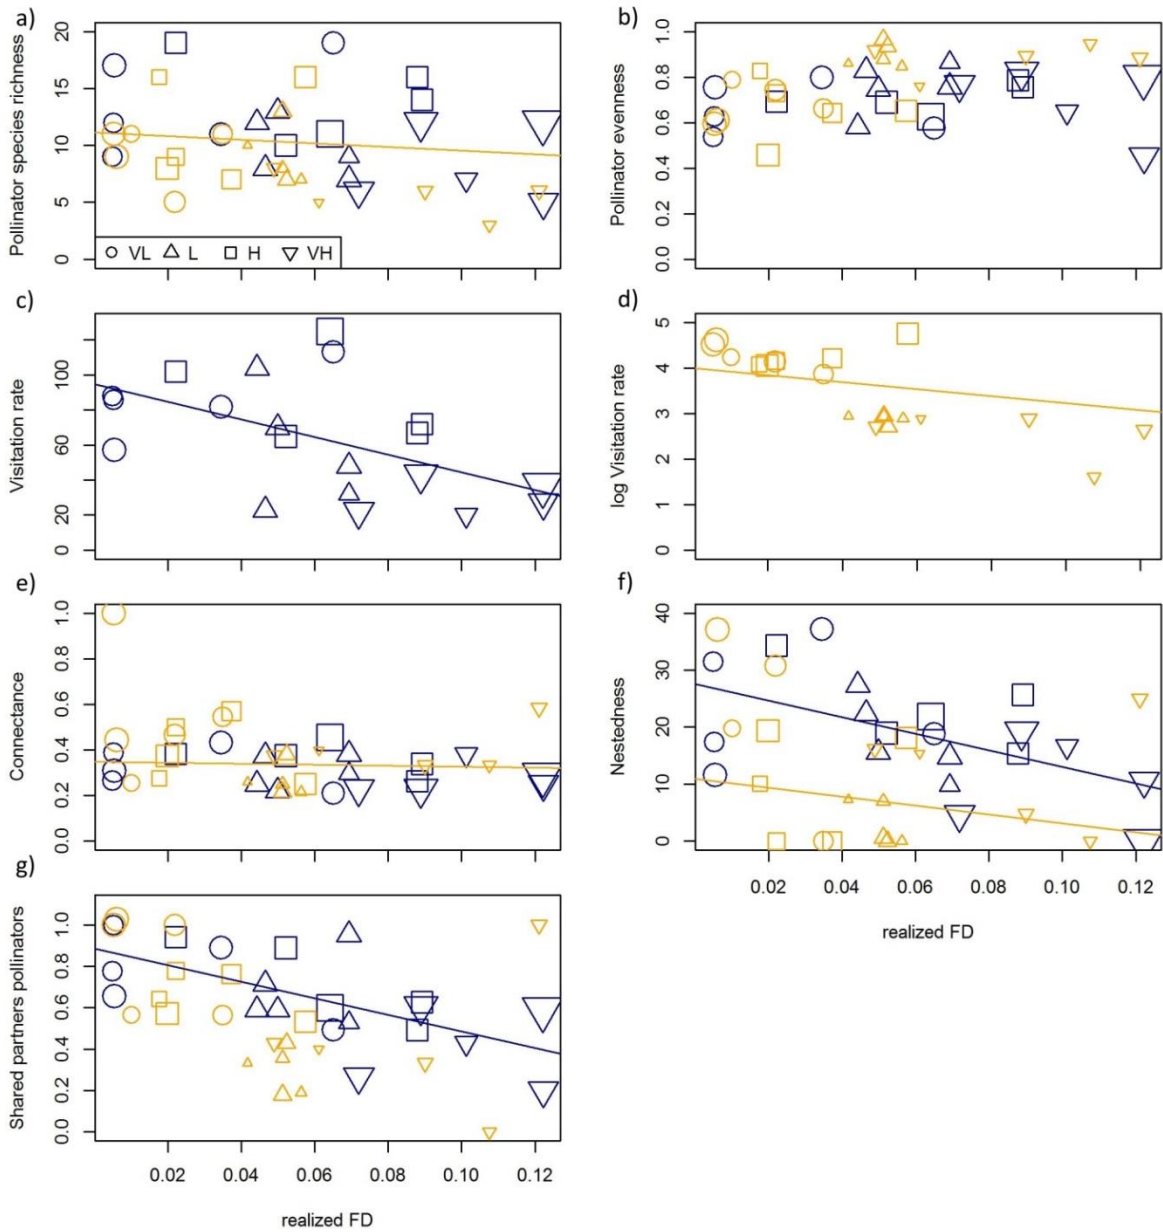 a)
Pollinator species richness
20
15
10
5
0
VL L H VH
b)
Pollinator evenness
1.0
0.8
0.6
0.4
0.2
0.0
c)
Visitation rate
100
60
20
0
d)
log Visitation rate
5
4
3
2
1
0
e)
Connectance
1.0
0.8
0.6
0.4
0.2
0.0
f)
Nestedness
40
30
20
10
0
0.02 0.04 0.06 0.08 0.10 0.12
realized FD
g)
Shared partners pollinators
1.0
0.8
0.6
0.4
0.2
0.0
0.02 0.04 0.06 0.08 0.10 0.12
realized FD